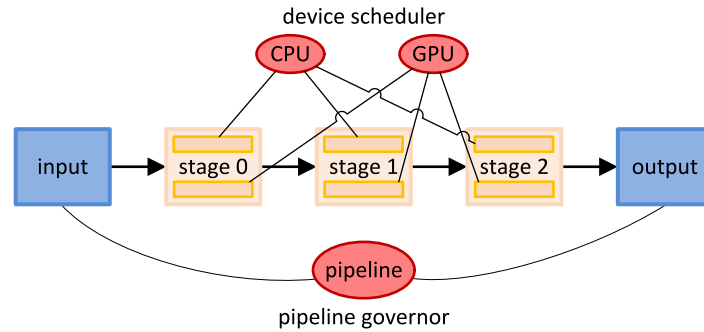 device scheduler
CPU
GPU
input
stage 0
stage 1
stage 2
output
pipeline
pipeline governor